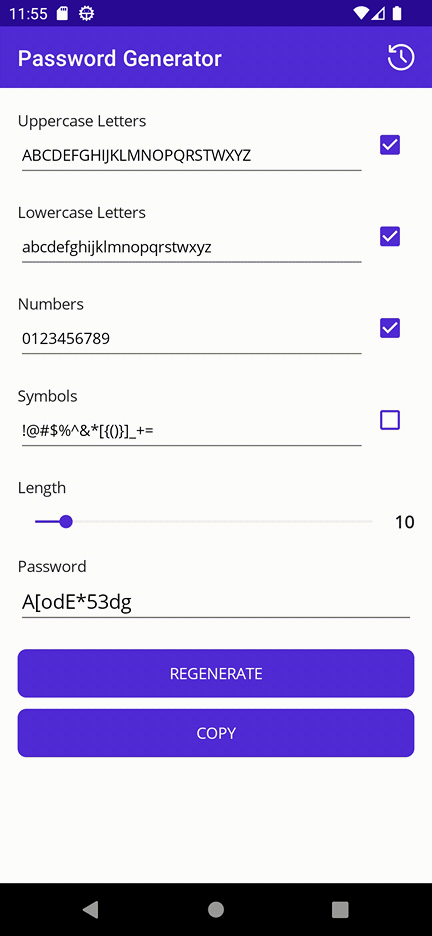 11:55
Password Generator
Uppercase Letters
ABCDEFGHIJKLMNOPQRSTWXYZ
Lowercase Letters
abcdefghijklmnopqrstwxyz
Numbers
0123456789
Symbols
!@#$%^&*[{()}]_+=
Length
10
Password
A[odE*53dg
REGENERATE
COPY